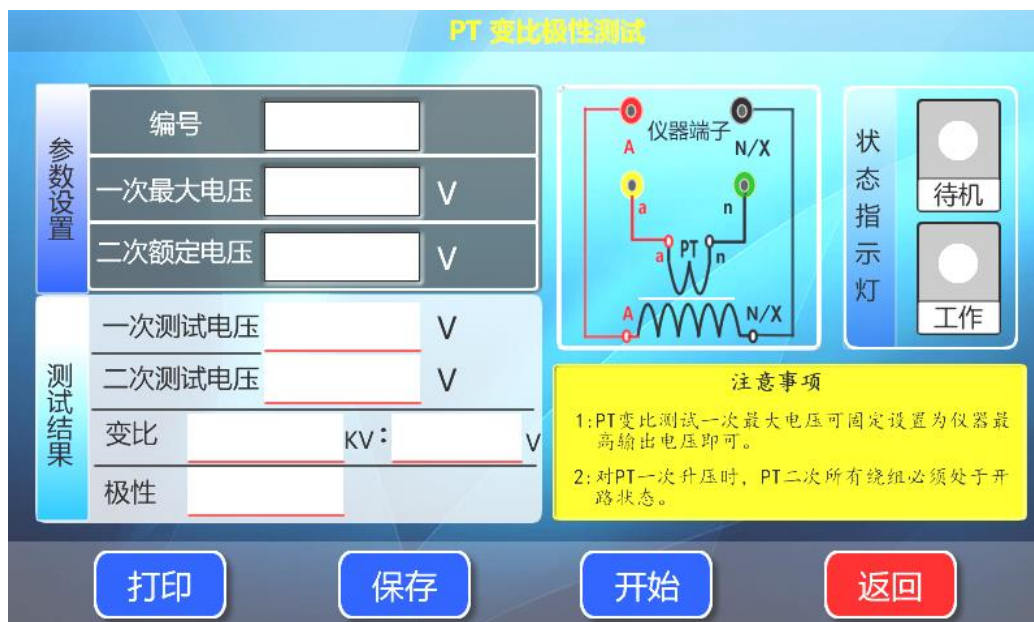 PT 变比极性测试
参数设置
编号
一次最大电压 V
二次额定电压 V
测试结果
一次测试电压 V
二次测试电压 V
变比 KV: V
极性
仪器端子
A N/X
a n
a PT n
A N/X
状态指示灯
待机
工作
注意事项
1:PT变比测试一次最大电压可固定设置为仪器最
高输出电压即可。
2:对PT一次升压时，PT二次所有绕组必须处于开
路状态。
打印 保存 开始 返回